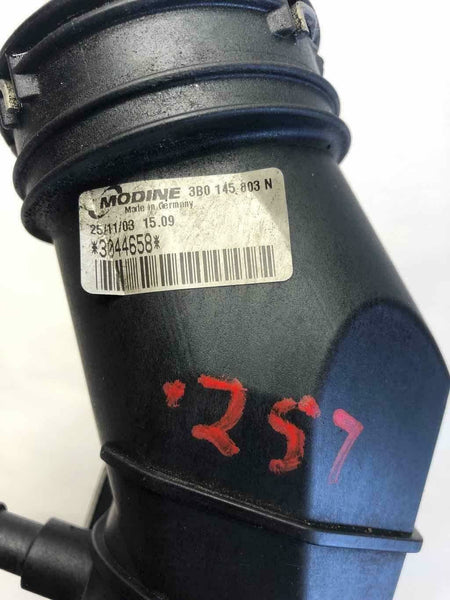 MODINE 3B0 145 803 N
Made in Germany
25/11/03 15.09
*3044658*
257